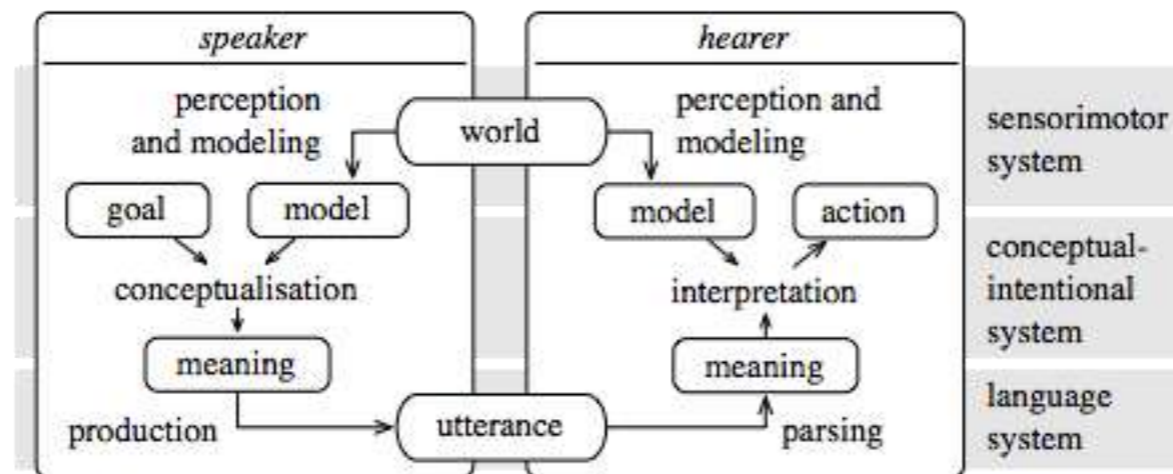 speaker
hearer
perception
and modeling
world
perception and
modeling
sensorimotor
system
goal
model
model
action
conceptualisation
interpretation
conceptual-
intentional
system
meaning
meaning
production
utterance
parsing
language
system